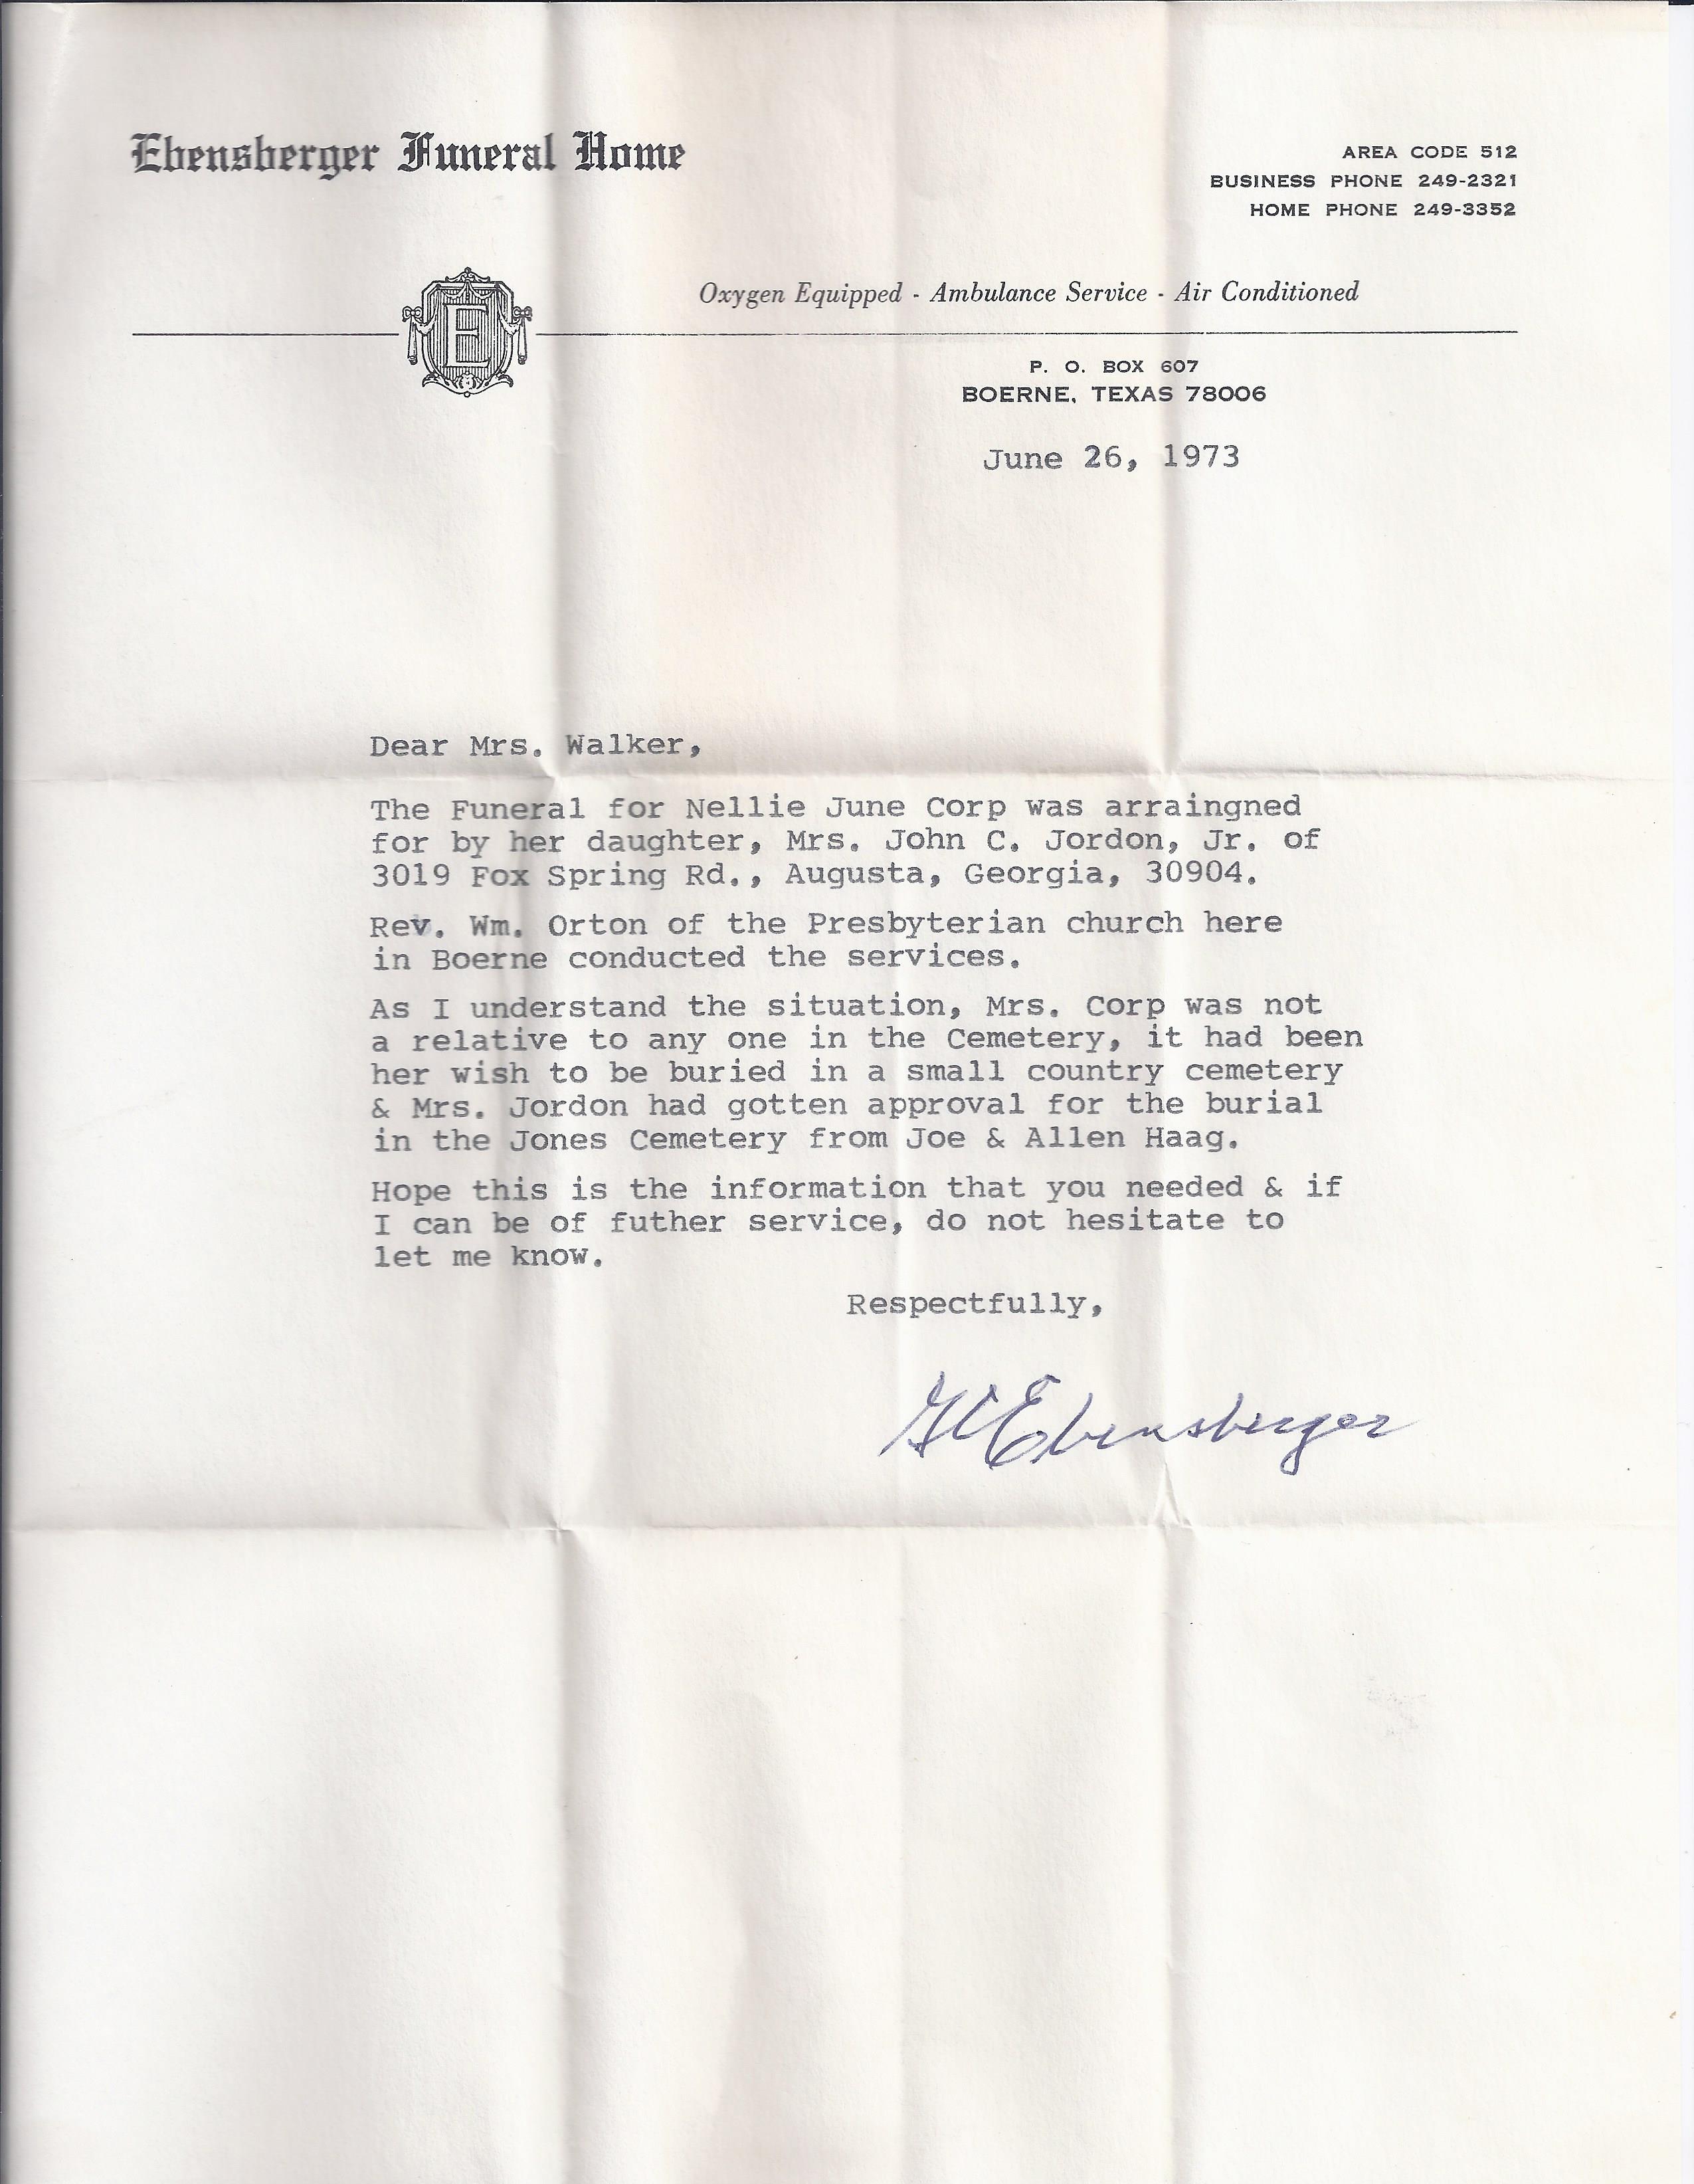 Ebensberger Funeral Home
AREA CODE 512
BUSINESS PHONE 249-2321
HOME PHONE 249-3352
E
Oxygen Equipped - Ambulance Service - Air Conditioned
P. O. BOX 607
BOERNE, TEXAS 78006
June 26, 1973
Dear Mrs. Walker,
The Funeral for Nellie June Corp was arraingned
for by her daughter, Mrs. John C. Jordon, Jr. of
3019 Fox Spring Rd., Augusta, Georgia, 30904.
Rev. Wm. Orton of the Presbyterian church here
in Boerne conducted the services.
As I understand the situation, Mrs. Corp was not
a relative to any one in the Cemetery, it had been
her wish to be buried in a small country cemetery
& Mrs. Jordon had gotten approval for the burial
in the Jones Cemetery from Joe & Allen Haag.
Hope this is the information that you needed & if
I can be of futher service, do not hesitate to
let me know.
Respectfully,
Ebensberger